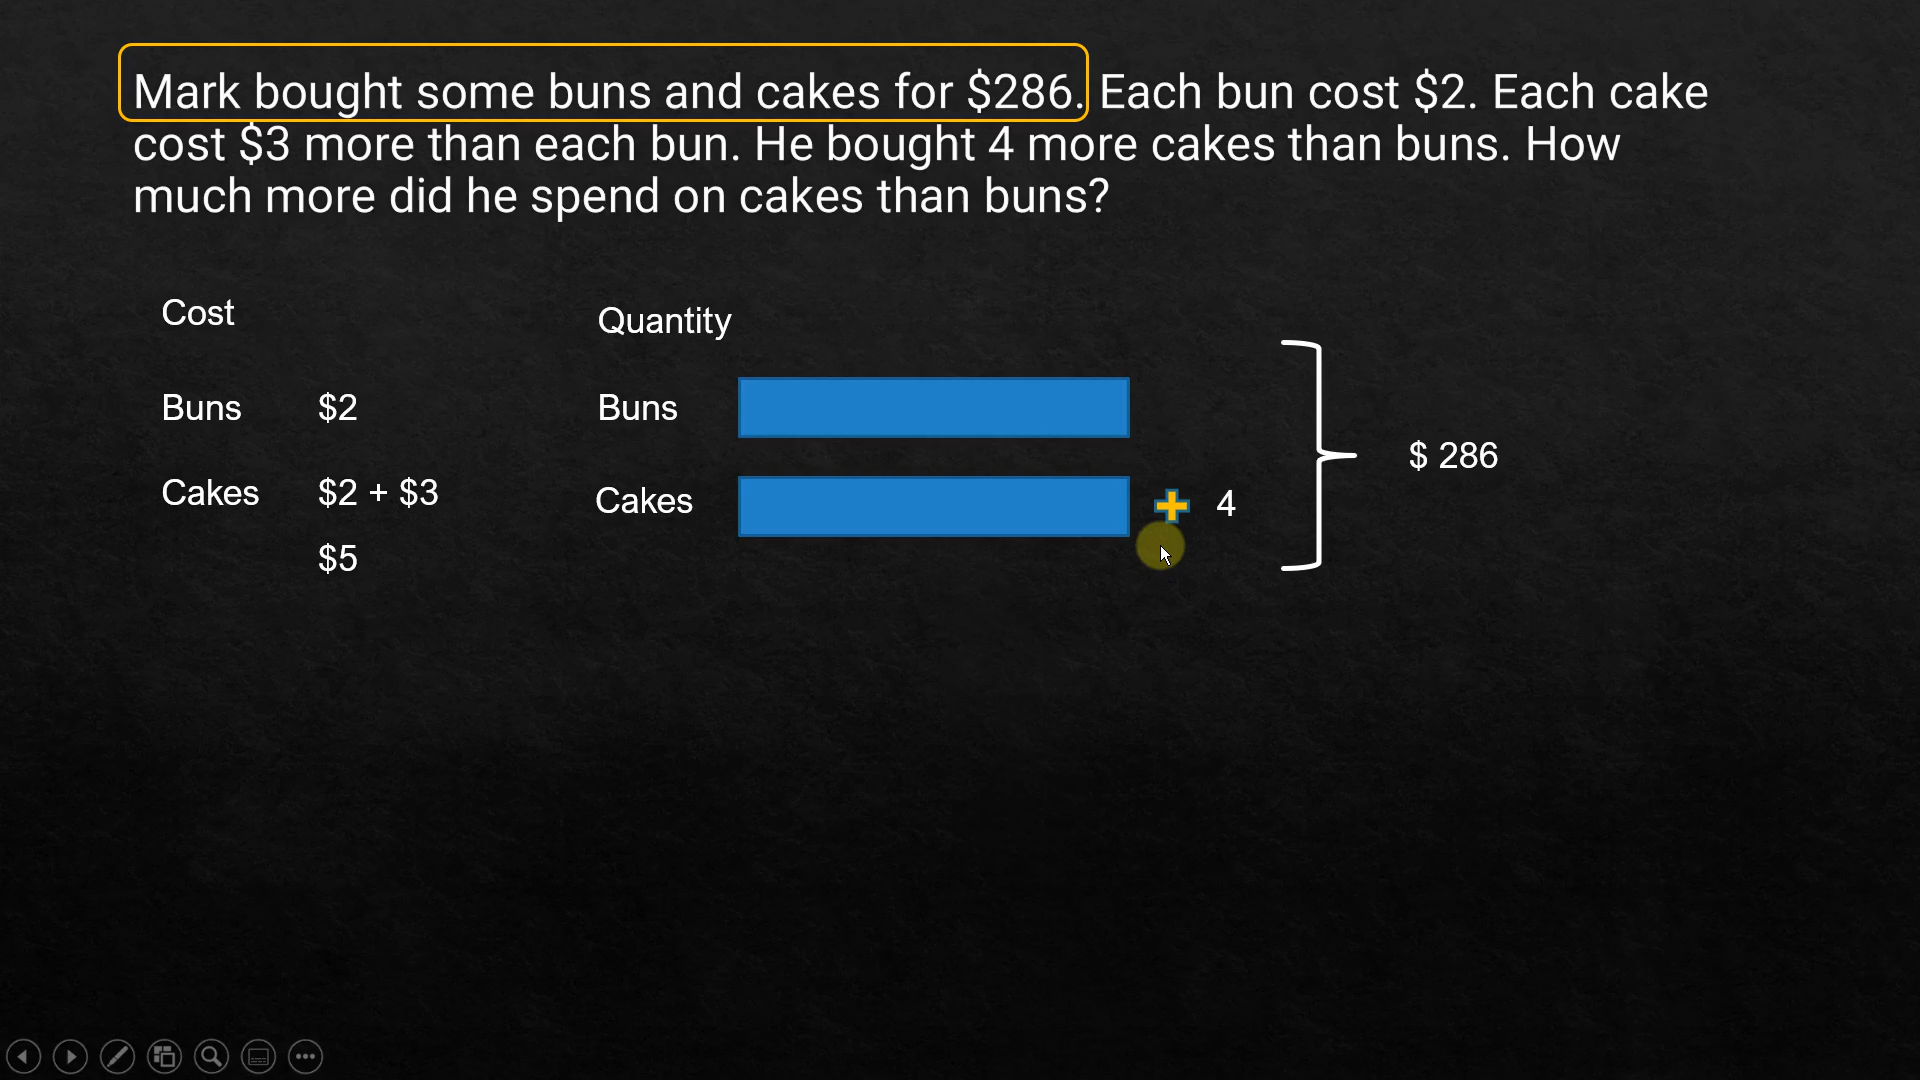 Mark bought some buns and cakes for $286. Each bun cost $2. Each cake
cost $3 more than each bun. He bought 4 more cakes than buns. How
much more did he spend on cakes than buns?
Cost
Quantity
Buns $2
Buns
Cakes $2 + $3
Cakes 4
$ 286
$5